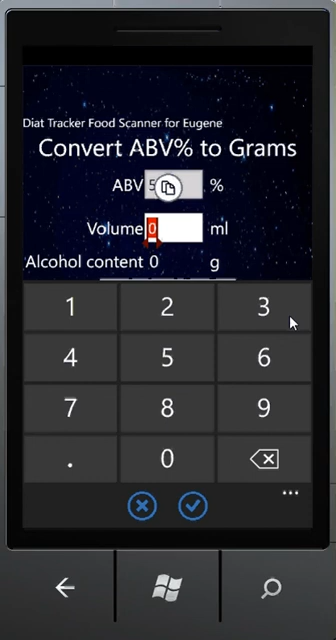 Diat Tracker Food Scanner for Eugene
Convert ABV% to Grams
ABV 5 %
Volume 0 ml
Alcohol content 0 g
1 2 3
4 5 6
7 8 9
. 0
...